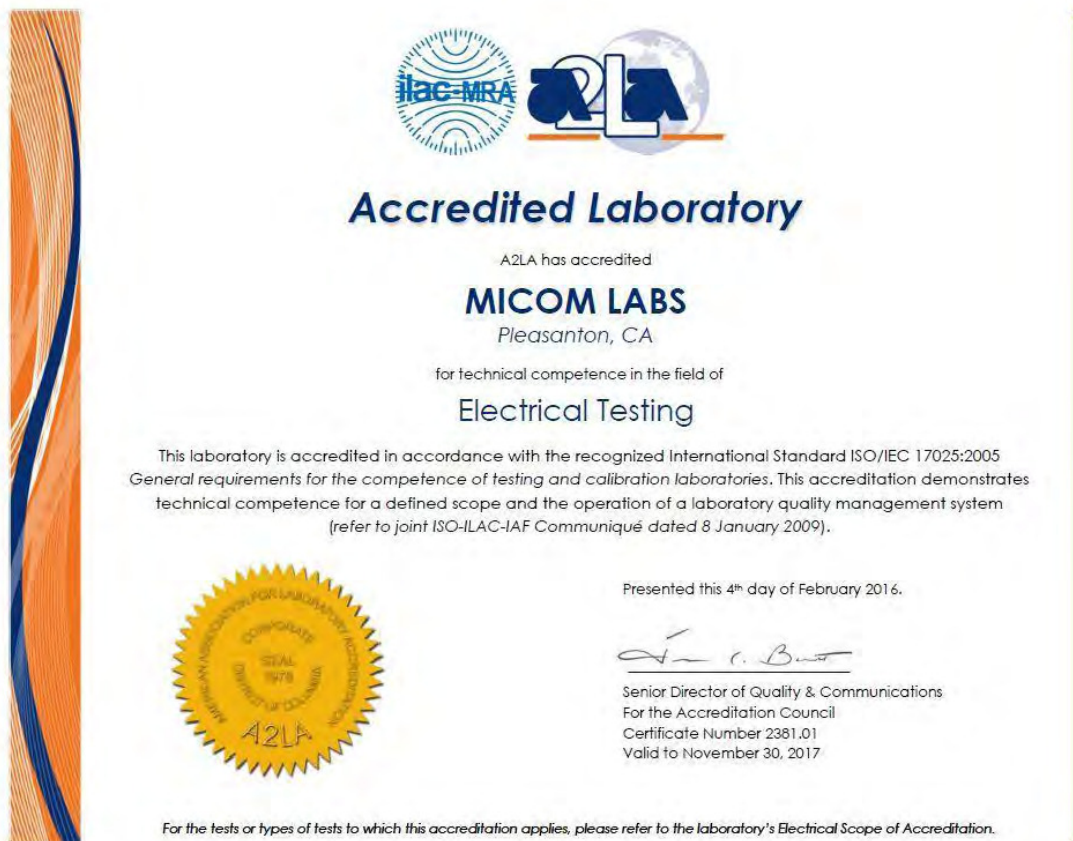 ilac-MRA
A2LA
Accredited Laboratory
A2LA has accredited
MICOM LABS
Pleasanton, CA
for technical competence in the field of
Electrical Testing
This laboratory is accredited in accordance with the recognized International Standard ISO/IEC 17025:2005
General requirements for the competence of testing and calibration laboratories. This accreditation demonstrates
technical competence for a defined scope and the operation of a laboratory quality management system
(refer to joint ISO-ILAC-IAF Communiqué dated 8 January 2009).
AMERICAN ASSOCIATION FOR LABORATORY ACCREDITATION
CORPORATE
SEAL
1978
DISTRICT OF COLUMBIA
A2LA
Presented this 4th day of February 2016.
Senior Director of Quality & Communications
For the Accreditation Council
Certificate Number 2381.01
Valid to November 30, 2017
For the tests or types of tests to which this accreditation applies, please refer to the laboratory's Electrical Scope of Accreditation.